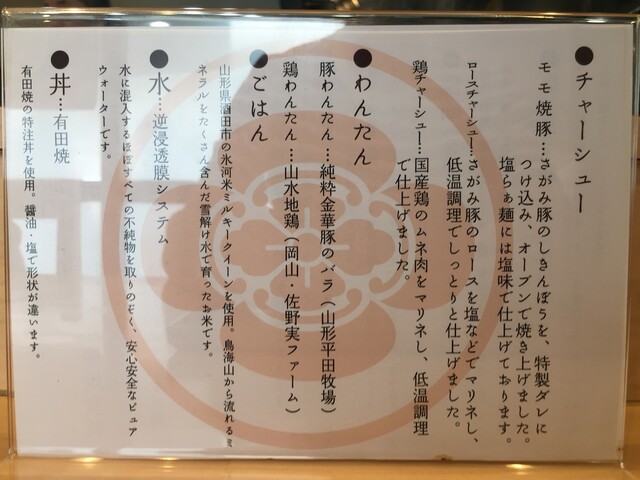 ●チャーシュー
モモ焼豚…さがみ豚のしきんぼうを、特製ダレに
つけ込み、オーブンで焼き上げました。
塩らぁ麺には塩味で仕上げております。
ロースチャーシュー…さがみ豚のロースを塩などでマリネし、
低温調理でしっとりと仕上げました。
鶏チャーシュー…国産鶏のムネ肉をマリネし、低温調理
で仕上げました。
●わんたん
豚わんたん…純粋金華豚のバラ(山形平田牧場)
鶏わんたん…山水地鶏(岡山・佐野実ファーム)
●ごはん
山形県酒田市の氷河米ミルキークイーンを使用。鳥海山から流れるミ
ネラルをたくさん含んだ雪解け水で育ったお米です。
●水…逆浸透膜システム
水に混入するほぼすべての不純物を取りのぞく、安心安全なピュア
ウォーターです。
●丼…有田焼
有田焼の特注丼を使用。醤油・塩で形状が違います。